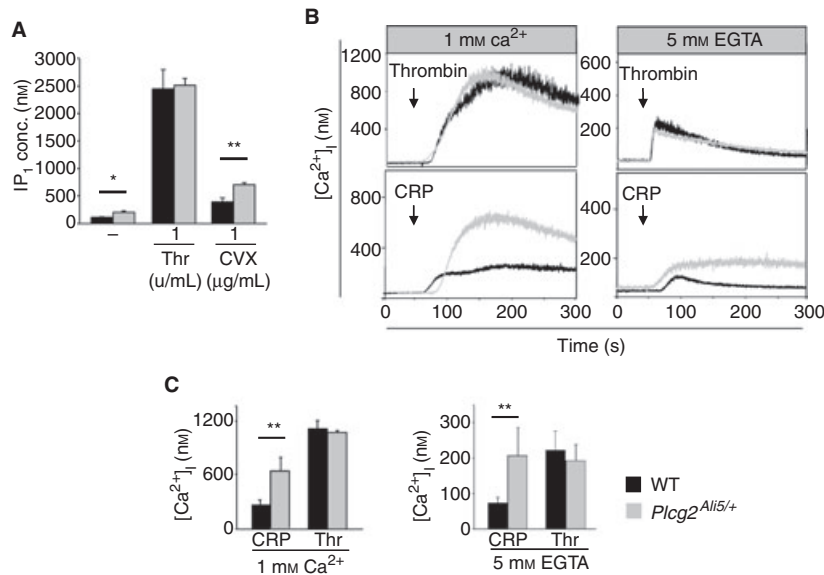 A
IP₁ conc. (nM)
3000
2500
2000
1500
1000
500
0
*
**
– 1 1
Thr CVX
(u/mL) (μg/mL)
B
1 mM ca²⁺
5 mM EGTA
[Ca²⁺]ᵢ (nM)
1200
800
400
Thrombin
600
400
200
Thrombin
800
400
CRP
400
200
CRP
0 100 200 300
0 100 200 300
Time (s)
C
[Ca²⁺]ᵢ (nM)
1200
600
0
**
CRP Thr
1 mM Ca²⁺
[Ca²⁺]ᵢ (nM)
300
200
100
0
**
CRP Thr
5 mM EGTA
WT
Plcg2^Ali5/+